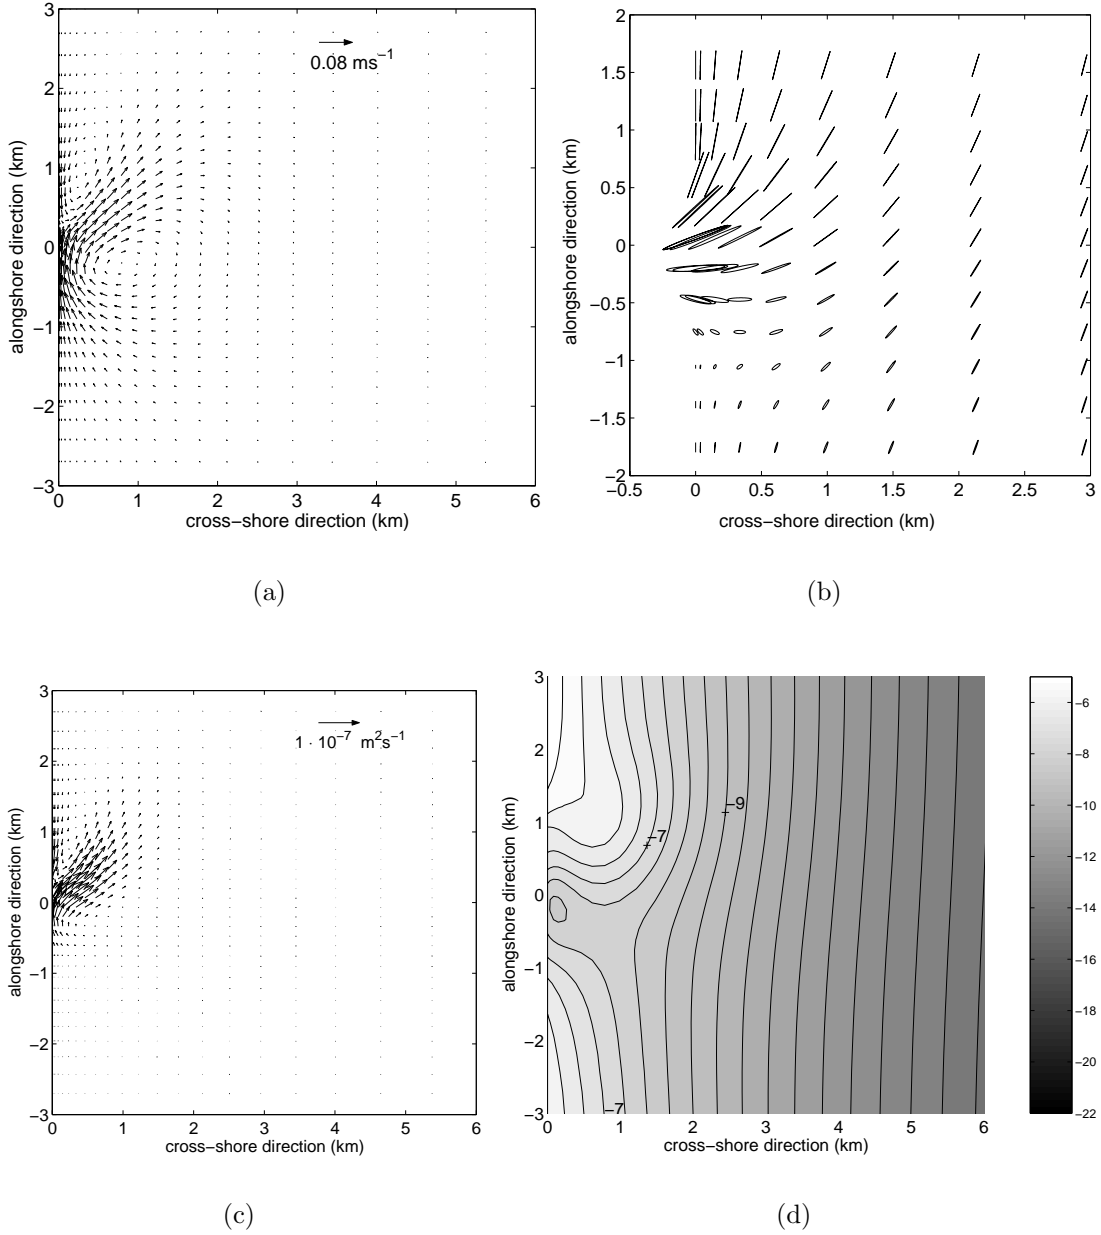 3
2
1
0
−1
−2
−3
0 1 2 3 4 5 6
alongshore direction (km)
cross−shore direction (km)
0.08 ms⁻¹
(a)
2
1.5
1
0.5
0
−0.5
−1
−1.5
−2
−0.5 0 0.5 1 1.5 2 2.5 3
alongshore direction (km)
cross−shore direction (km)
(b)
3
2
1
0
−1
−2
−3
0 1 2 3 4 5 6
alongshore direction (km)
cross−shore direction (km)
1 · 10⁻⁷ m²s⁻¹
(c)
3
2
1
0
−1
−2
−3
0 1 2 3 4 5 6
alongshore direction (km)
cross−shore direction (km)
−9
−7
−7
−6
−8
−10
−12
−14
−16
−18
−20
−22
(d)